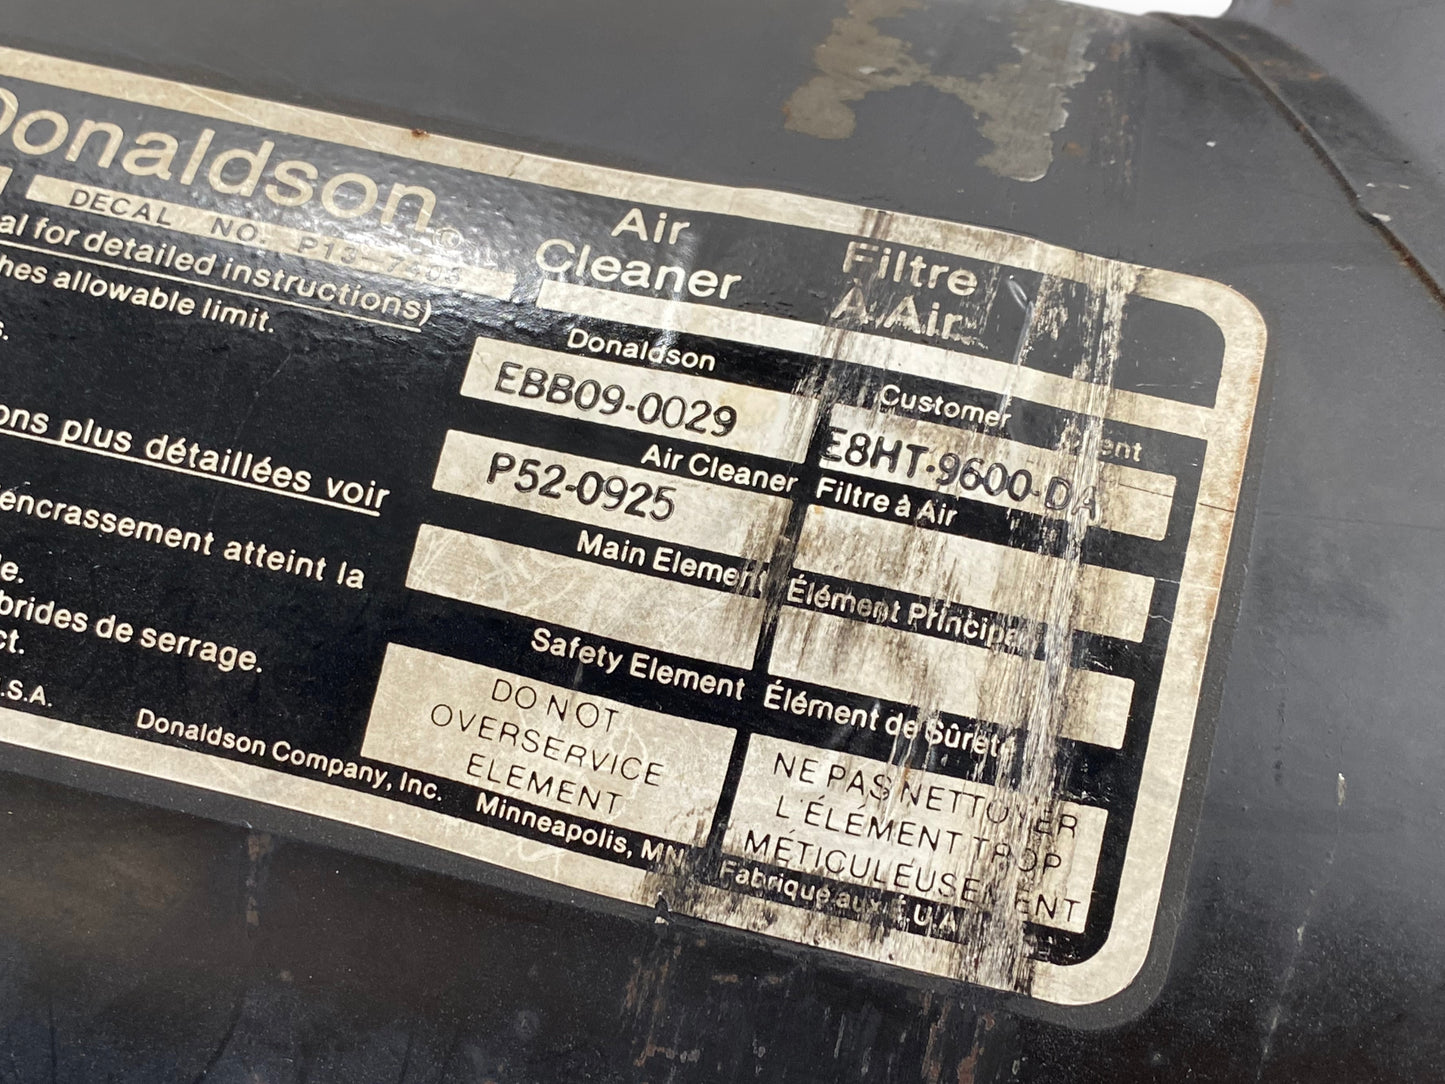 Donaldson®
DECAL NO. P13-
al for detailed instructions)
hes allowable limit.
s.
ons plus détaillées voir
encrassement atteint la
le.
brides de serrage.
ct.
.S.A.
Donaldson Company, Inc. Minneapolis, MN
Air Cleaner
Filtre À Air
Donaldson Customer
EBB09-0029 E8HT-9600-DA
Air Cleaner Filtre à Air
P52-0925
Main Element Élément Principal
Safety Element Élément de Sûreté
DO NOT
OVERSERVICE
ELEMENT
NE PAS NETTOYER
L'ÉLÉMENT TROP
MÉTICULEUSEMENT
Fabriqué aux É.U.A.